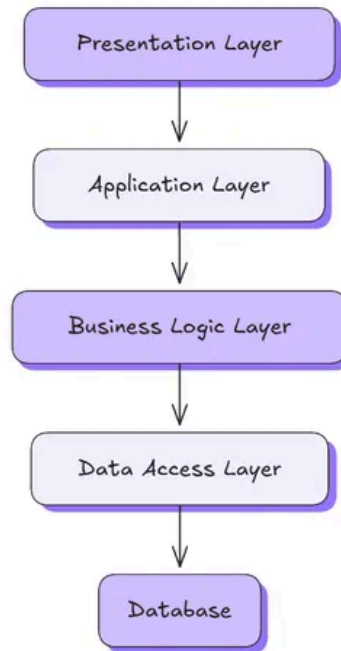 Presentation Layer
Application Layer
Business Logic Layer
Data Access Layer
Database